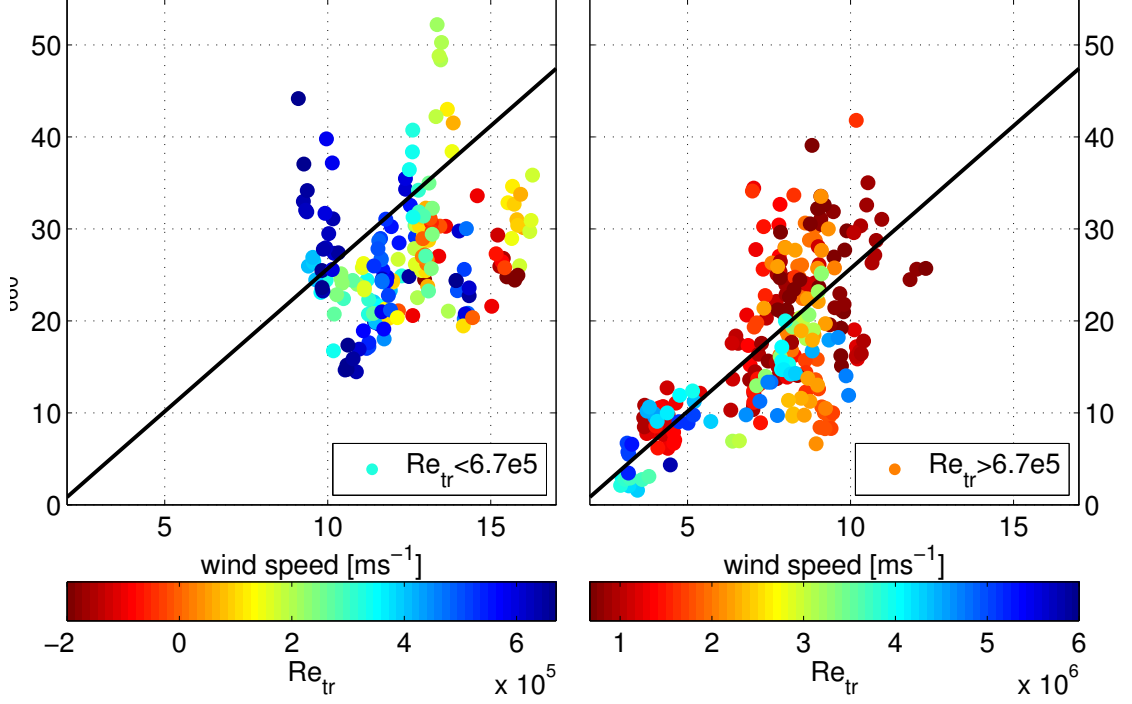 50 50
40 40
30 30
20 20
10 10
0 0
5 10 15 5 10 15
Re_tr<6.7e5 Re_tr>6.7e5
wind speed [ms⁻¹] wind speed [ms⁻¹]
−2 0 2 4 6 1 2 3 4 5 6
Re_tr x 10⁵ Re_tr x 10⁶